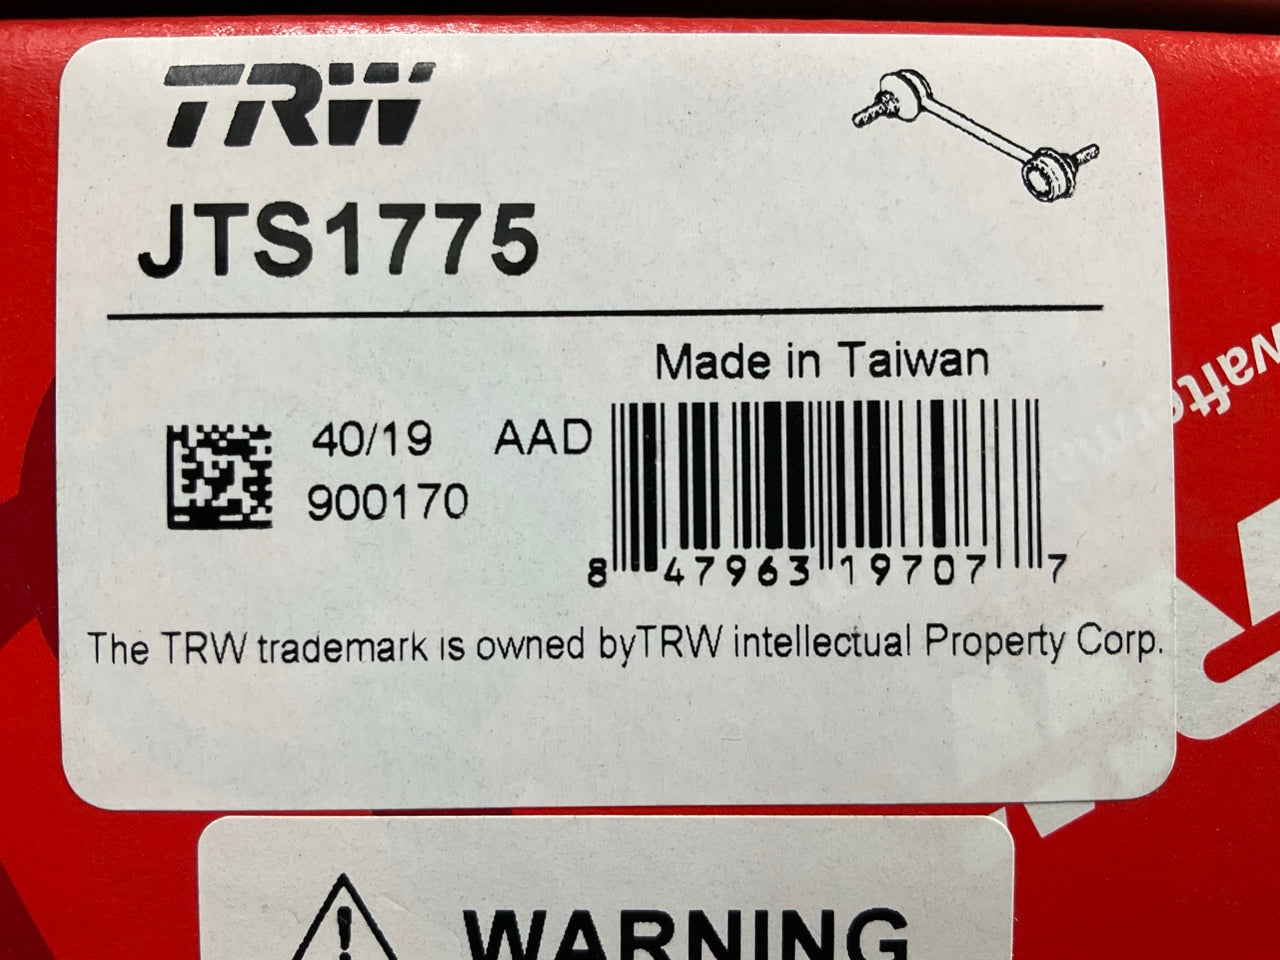 TRW
JTS1775
Made in Taiwan
40/19 AAD
900170
8 47963 19707 7
The TRW trademark is owned byTRW intellectual Property Corp.
WARNING